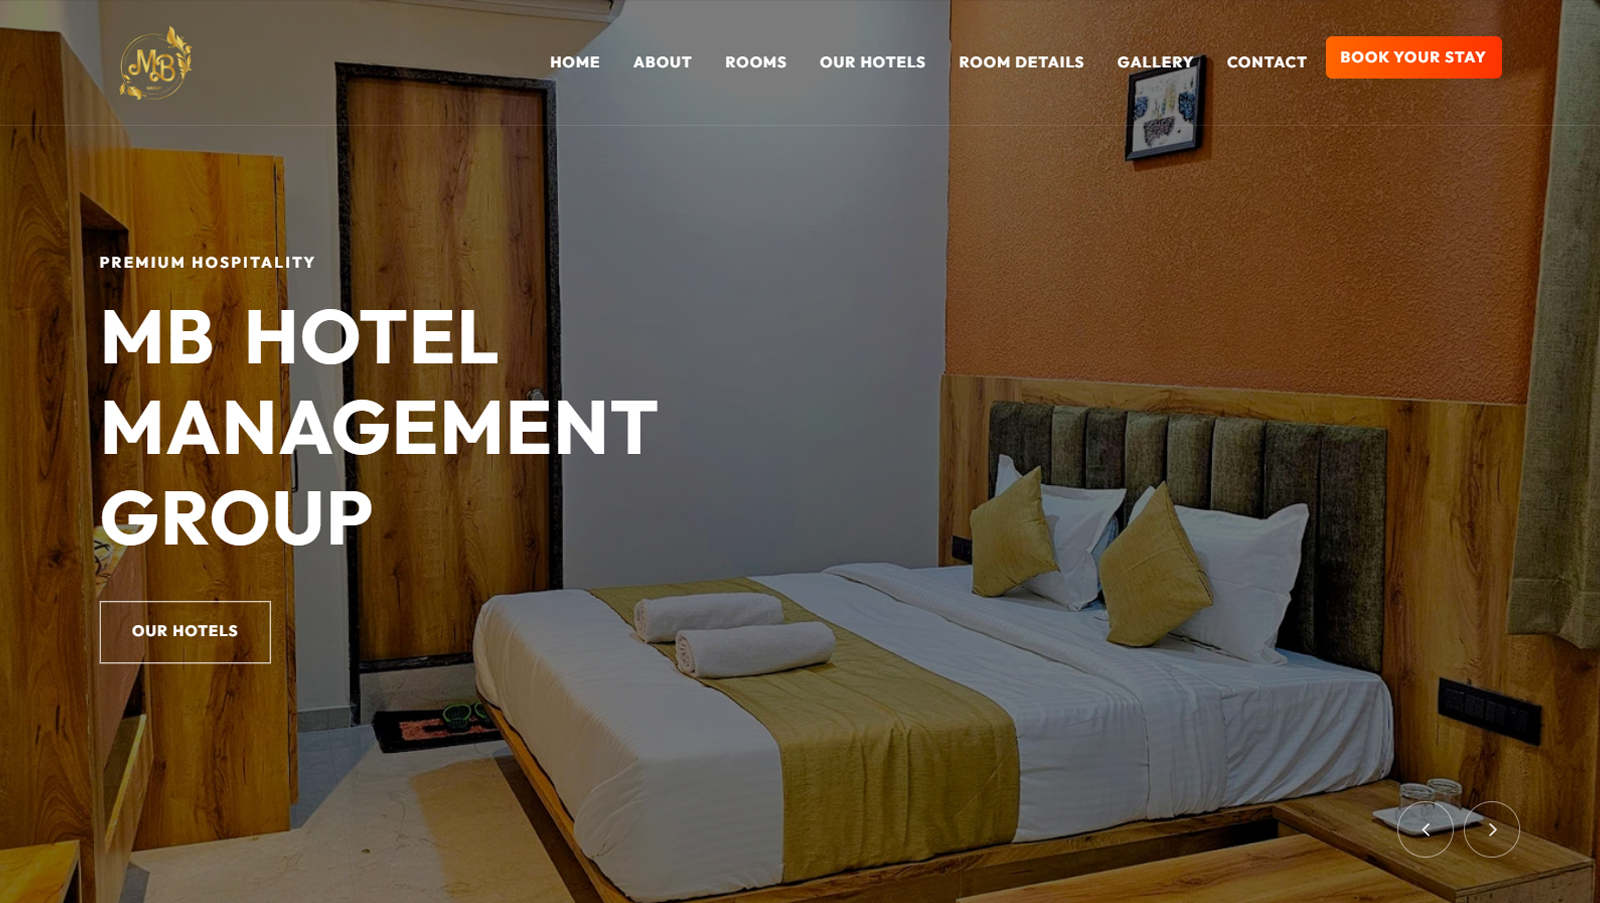 MB
HOME ABOUT ROOMS OUR HOTELS ROOM DETAILS GALLERY CONTACT BOOK YOUR STAY
PREMIUM HOSPITALITY
MB HOTEL
MANAGEMENT
GROUP
OUR HOTELS